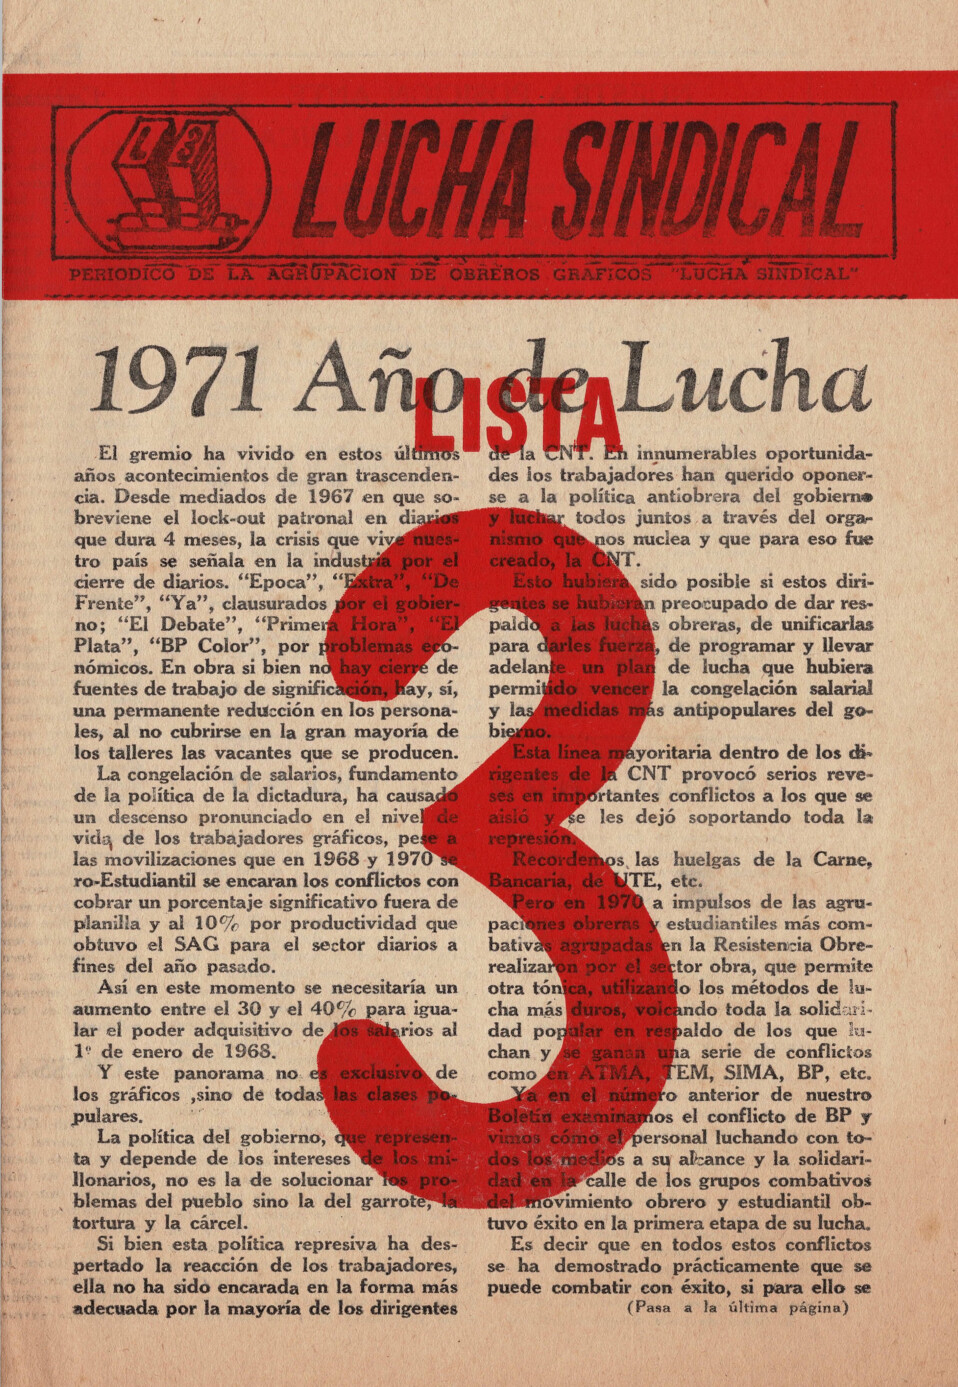 LS
LUCHA SINDICAL
PERIODICO DE LA AGRUPACION DE OBREROS GRAFICOS "LUCHA SINDICAL"
1971 Año de Lucha
LISTA
3
El gremio ha vivido en estos últimos
años acontecimientos de gran trascenden-
cia. Desde mediados de 1967 en que so-
breviene el lock-out patronal en diarios
que dura 4 meses, la crisis que vive nues-
tro país se señala en la industria por el
cierre de diarios. "Epoca", "Extra", "De
Frente", "Ya", clausurados por el gobier-
no; "El Debate", "Primera Hora", "El
Plata", "BP Color", por problemas eco-
nómicos. En obra si bien no hay cierre de
fuentes de trabajo de significación, hay, sí,
una permanente reducción en los persona-
les, al no cubrirse en la gran mayoría de
los talleres las vacantes que se producen.
La congelación de salarios, fundamento
de la política de la dictadura, ha causado
un descenso pronunciado en el nivel de
vida de los trabajadores gráficos, pese a
las movilizaciones que en 1968 y 1970 se
ro-Estudiantil se encaran los conflictos con
cobrar un porcentaje significativo fuera de
planilla y al 10% por productividad que
obtuvo el SAG para el sector diarios a
fines del año pasado.
Así en este momento se necesitaría un
aumento entre el 30 y el 40% para igua-
lar el poder adquisitivo de los salarios al
1º de enero de 1968.
Y este panorama no es exclusivo de
los gráficos ,sino de todas las clases po-
pulares.
La política del gobierno, que represen-
ta y depende de los intereses de los mi-
llonarios, no es la de solucionar los pro-
blemas del pueblo sino la del garrote, la
tortura y la cárcel.
Si bien esta política represiva ha des-
pertado la reacción de los trabajadores,
ella no ha sido encarada en la forma más
adecuada por la mayoría de los dirigentes
de la CNT. En innumerables oportunida-
des los trabajadores han querido oponer-
se a la política antiobrera del gobierno
y luchar todos juntos a través del orga-
nismo que nos nuclea y que para eso fue
creado, la CNT.
Esto hubiera sido posible si estos diri-
gentes se hubieran preocupado de dar res-
paldo a las luchas obreras, de unificarlas
para darles fuerza, de programar y llevar
adelante un plan de lucha que hubiera
permitido vencer la congelación salarial
y las medidas más antipopulares del go-
bierno.
Esta línea mayoritaria dentro de los di-
rigentes de la CNT provocó serios reve-
ses en importantes conflictos a los que se
aisló y se les dejó soportando toda la
represión.
Recordemos las huelgas de la Carne,
Bancaria, de UTE, etc.
Pero en 1970 a impulsos de las agru-
paciones obreras y estudiantiles más com-
bativas agrupadas en la Resistencia Obre-
realizaron por el sector obra, que permite
otra tónica, utilizando los métodos de lu-
cha más duros, volcando toda la solidari-
dad popular en respaldo de los que lu-
chan y se ganan una serie de conflictos
como en ATMA, TEM, SIMA, BP, etc.
Ya en el número anterior de nuestro
Boletín examinamos el conflicto de BP y
vimos cómo el personal luchando con to-
dos los medios a su alcance y la solidari-
dad en la calle de los grupos combativos
del movimiento obrero y estudiantil ob-
tuvo éxito en la primera etapa de su lucha.
Es decir que en todos estos conflictos
se ha demostrado prácticamente que se
puede combatir con éxito, si para ello se
(Pasa a la última página)